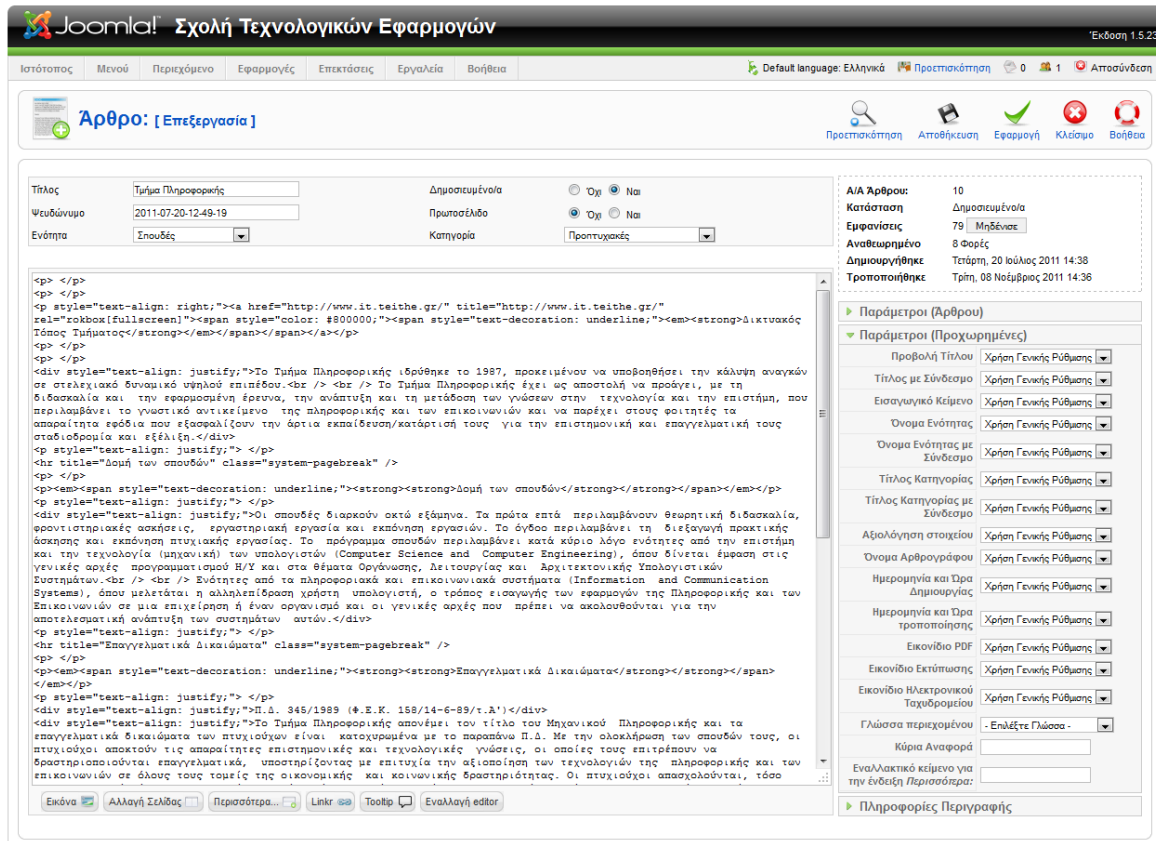 Joomla! Σχολή Τεχνολογικών Εφαρμογών
Έκδοση 1.5.23
Ιστότοπος Μενού Περιεχόμενο Εφαρμογές Επεκτάσεις Εργαλεία Βοήθεια
Default language: Ελληνικά Προεπισκόπηση 0 1 Αποσύνδεση
Άρθρο: [ Επεξεργασία ]
Προεπισκόπηση Αποθήκευση Εφαρμογή Κλείσιμο Βοήθεια
Τίτλος Τμήμα Πληροφορικής Δημοσιευμένο/α Όχι Ναι
Ψευδώνυμο 2011-07-20-12-49-19 Πρωτοσέλιδο Όχι Ναι
Ενότητα Σπουδές Κατηγορία Προπτυχιακές
<p> </p>
<p> </p>
<p style="text-align: right;"><a href="http://www.it.teithe.gr/" title="http://www.it.teithe.gr/"
rel="rokbox[fullscreen]"><span style="color: #800000;"><span style="text-decoration: underline;"><em><strong>Δικτυακός
Τόπος Τμήματος</strong></em></span></span></a></p>
<p> </p>
<p> </p>
<div style="text-align: justify;">Το Τμήμα Πληροφορικής ιδρύθηκε το 1987, προκειμένου να υποβοηθήσει την κάλυψη αναγκών
σε στελεχιακό δυναμικό υψηλού επιπέδου.<br /> <br /> Το Τμήμα Πληροφορικής έχει ως αποστολή να προάγει, με τη
διδασκαλία και την εφαρμοσμένη έρευνα, την ανάπτυξη και τη μετάδοση των γνώσεων στην τεχνολογία και την επιστήμη, που
περιλαμβάνει το γνωστικό αντικείμενο της πληροφορικής και των επικοινωνιών και να παρέχει στους φοιτητές τα
απαραίτητα εφόδια που εξασφαλίζουν την άρτια εκπαίδευση/κατάρτισή τους για την επιστημονική και επαγγελματική τους
σταδιοδρομία και εξέλιξη.</div>
<p style="text-align: justify;"> </p>
<hr title="Δομή των σπουδών" class="system-pagebreak" />
<p> </p>
<p><em><span style="text-decoration: underline;"><strong><strong>Δομή των σπουδών</strong></strong></span></em></p>
<p style="text-align: justify;"> </p>
<div style="text-align: justify;">Οι σπουδές διαρκούν οκτώ εξάμηνα. Τα πρώτα επτά περιλαμβάνουν θεωρητική διδασκαλία,
φροντιστηριακές ασκήσεις, εργαστηριακή εργασία και εκπόνηση εργασιών. Το όγδοο περιλαμβάνει τη διεξαγωγή πρακτικής
άσκησης και εκπόνηση πτυχιακής εργασίας. Το πρόγραμμα σπουδών περιλαμβάνει κατά κύριο λόγο ενότητες από την επιστήμη
και την τεχνολογία (μηχανική) των υπολογιστών (Computer Science and Computer Engineering), όπου δίνεται έμφαση στις
γενικές αρχές προγραμματισμού Η/Υ και στα θέματα Οργάνωσης, Λειτουργίας και Αρχιτεκτονικής Υπολογιστικών
Συστημάτων.<br /> <br /> Ενότητες από τα πληροφοριακά και επικοινωνιακά συστήματα (Information and Communication
Systems), όπου μελετάται η αλληλεπίδραση χρήστη υπολογιστή, ο τρόπος εισαγωγής των εφαρμογών της Πληροφορικής και των
Επικοινωνιών σε μια επιχείρηση ή έναν οργανισμό και οι γενικές αρχές που πρέπει να ακολουθούνται για την
αποτελεσματική ανάπτυξη των συστημάτων αυτών.</div>
<p style="text-align: justify;"> </p>
<hr title="Επαγγελματικά Δικαιώματα" class="system-pagebreak" />
<p> </p>
<p><em><span style="text-decoration: underline;"><strong><strong>Επαγγελματικά Δικαιώματα</strong></strong></span>
</em></p>
<p style="text-align: justify;"> </p>
<div style="text-align: justify;">Π.Δ. 345/1989 (Φ.Ε.Κ. 158/14-6-89/τ.Α')</div>
<div style="text-align: justify;">Το Τμήμα Πληροφορικής απονέμει τον τίτλο του Μηχανικού Πληροφορικής και τα
επαγγελματικά δικαιώματα των πτυχιούχων είναι κατοχυρωμένα με το παραπάνω Π.Δ. Με την ολοκλήρωση των σπουδών τους, οι
πτυχιούχοι αποκτούν τις απαραίτητες επιστημονικές και τεχνολογικές γνώσεις, οι οποίες τους επιτρέπουν να
δραστηριοποιούνται επαγγελματικά, υποστηρίζοντας με επιτυχία την αξιοποίηση των τεχνολογιών της πληροφορικής και των
επικοινωνιών σε όλους τους τομείς της οικονομικής και κοινωνικής δραστηριότητας. Οι πτυχιούχοι απασχολούνται, τόσο
Εικόνα Αλλαγή Σελίδας Περισσότερα... Linkr Tooltip Εναλλαγή editor
Α/Α Άρθρου: 10
Κατάσταση Δημοσιευμένο/α
Εμφανίσεις 79 Μηδένισε
Αναθεωρημένο 8 Φορές
Δημιουργήθηκε Τετάρτη, 20 Ιούλιος 2011 14:38
Τροποποιήθηκε Τρίτη, 08 Νοέμβριος 2011 14:36
Παράμετροι (Άρθρου)
Παράμετροι (Προχωρημένες)
Προβολή Τίτλου Χρήση Γενικής Ρύθμισης
Τίτλος με Σύνδεσμο Χρήση Γενικής Ρύθμισης
Εισαγωγικό Κείμενο Χρήση Γενικής Ρύθμισης
Όνομα Ενότητας Χρήση Γενικής Ρύθμισης
Όνομα Ενότητας με
Σύνδεσμο Χρήση Γενικής Ρύθμισης
Τίτλος Κατηγορίας Χρήση Γενικής Ρύθμισης
Τίτλος Κατηγορίας με
Σύνδεσμο Χρήση Γενικής Ρύθμισης
Αξιολόγηση στοιχείου Χρήση Γενικής Ρύθμισης
Όνομα Αρθρογράφου Χρήση Γενικής Ρύθμισης
Ημερομηνία και Ώρα
Δημιουργίας Χρήση Γενικής Ρύθμισης
Ημερομηνία και Ώρα
τροποποίησης Χρήση Γενικής Ρύθμισης
Εικονίδιο PDF Χρήση Γενικής Ρύθμισης
Εικονίδιο Εκτύπωσης Χρήση Γενικής Ρύθμισης
Εικονίδιο Ηλεκτρονικού
Ταχυδρομείου Χρήση Γενικής Ρύθμισης
Γλώσσα περιεχομένου - Επιλέξτε Γλώσσα -
Κύρια Αναφορά
Εναλλακτικό κείμενο για
την ένδειξη Περισσότερα:
Πληροφορίες Περιγραφής